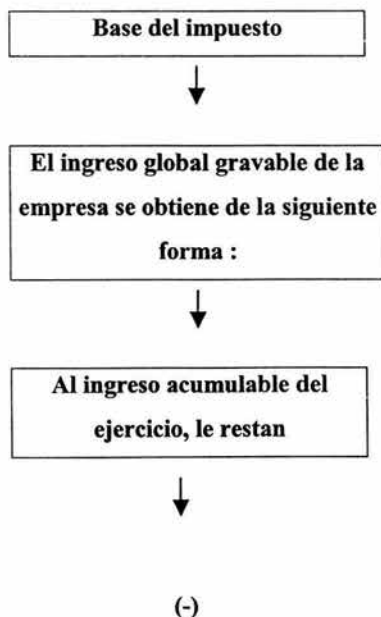 Base del impuesto
El ingreso global gravable de la
empresa se obtiene de la siguiente
forma :
Al ingreso acumulable del
ejercicio, le restan
(-)